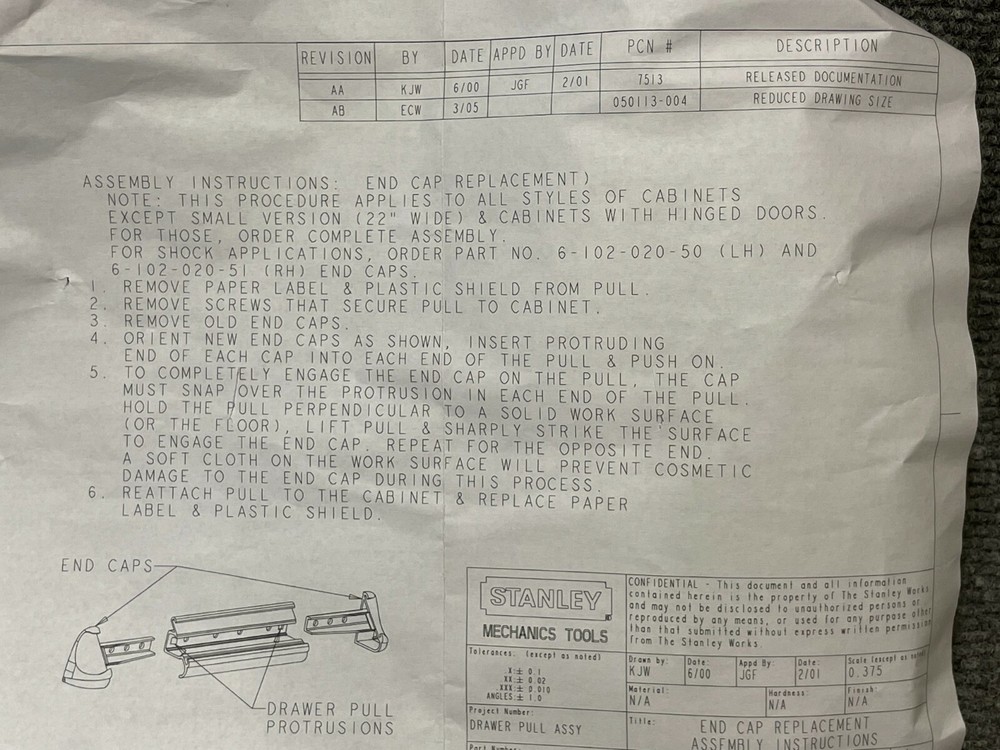 REVISION BY DATE APPD BY DATE PCN # DESCRIPTION
AA KJW 6/00 JGF 2/01 7513 RELEASED DOCUMENTATION
AB ECW 3/05 050113-004 REDUCED DRAWING SIZE
ASSEMBLY INSTRUCTIONS: END CAP REPLACEMENT)
NOTE: THIS PROCEDURE APPLIES TO ALL STYLES OF CABINETS
EXCEPT SMALL VERSION (22" WIDE) & CABINETS WITH HINGED DOORS.
FOR THOSE, ORDER COMPLETE ASSEMBLY.
FOR SHOCK APPLICATIONS, ORDER PART NO. 6-102-020-50 (LH) AND
6-102-020-51 (RH) END CAPS.
1. REMOVE PAPER LABEL & PLASTIC SHIELD FROM PULL.
2. REMOVE SCREWS THAT SECURE PULL TO CABINET.
3. REMOVE OLD END CAPS.
4. ORIENT NEW END CAPS AS SHOWN, INSERT PROTRUDING
END OF EACH CAP INTO EACH END OF THE PULL & PUSH ON.
5. TO COMPLETELY ENGAGE THE END CAP ON THE PULL, THE CAP
MUST SNAP OVER THE PROTRUSION IN EACH END OF THE PULL.
HOLD THE PULL PERPENDICULAR TO A SOLID WORK SURFACE
(OR THE FLOOR), LIFT PULL & SHARPLY STRIKE THE SURFACE
TO ENGAGE THE END CAP. REPEAT FOR THE OPPOSITE END.
A SOFT CLOTH ON THE WORK SURFACE WILL PREVENT COSMETIC
DAMAGE TO THE END CAP DURING THIS PROCESS.
6. REATTACH PULL TO THE CABINET & REPLACE PAPER
LABEL & PLASTIC SHIELD.
END CAPS
DRAWER PULL
PROTRUSIONS
STANLEY
MECHANICS TOOLS
CONFIDENTIAL - This document and all information
contained herein is the property of The Stanley Works
and may not be disclosed to unauthorized persons or
reproduced by any means, or used for any purpose other
than that submitted without express written permission
from The Stanley Works.
Tolerances: (except as noted)
X:± 0.1
XX:± 0.02
XXX:± 0.010
ANGLES:± 1.0
Drawn by: Date: Appd By: Date: Scale (except as noted)
KJW 6/00 JGF 2/01 0.375
Material: Hardness: Finish:
N/A N/A N/A
Project Number:
DRAWER PULL ASSY
Title: END CAP REPLACEMENT
ASSEMBLY INSTRUCTIONS
Part Number: